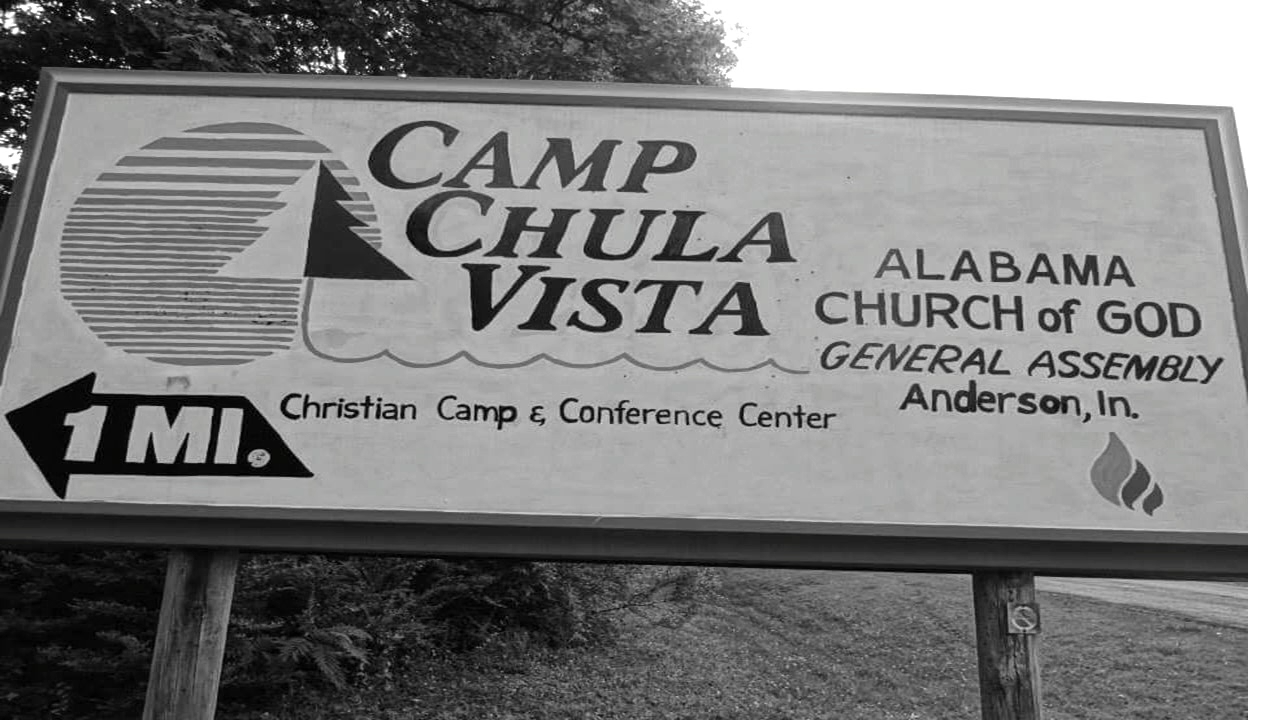 CAMP
CHULA
VISTA
ALABAMA
CHURCH of GOD
GENERAL ASSEMBLY
Anderson, In.
Christian Camp & Conference Center
1 MI.